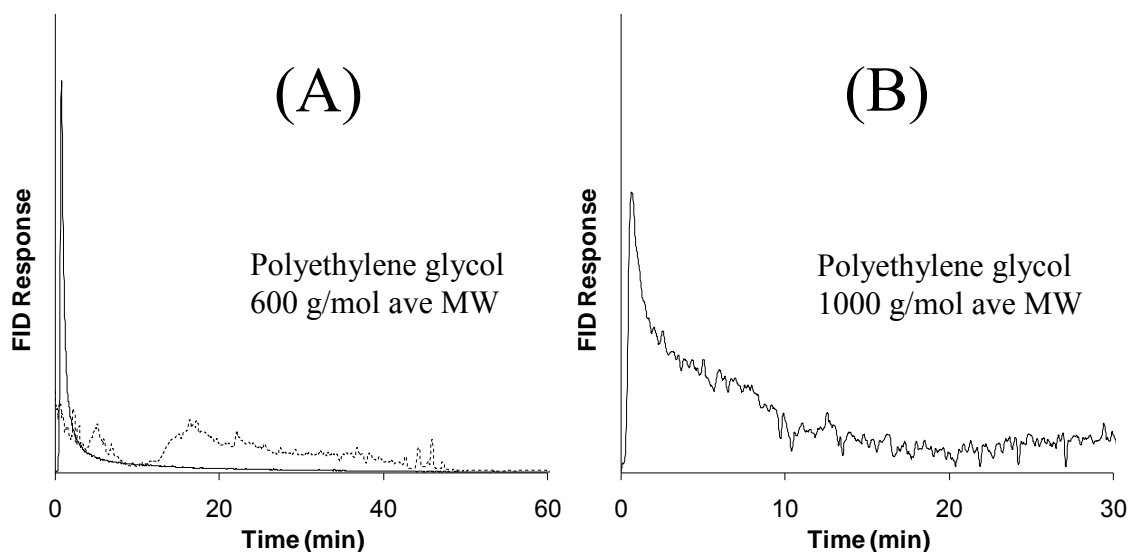 (A)
FID Response
Polyethylene glycol
600 g/mol ave MW
0
20
40
60
Time (min)
(B)
FID Response
Polyethylene glycol
1000 g/mol ave MW
0
10
20
30
Time (min)